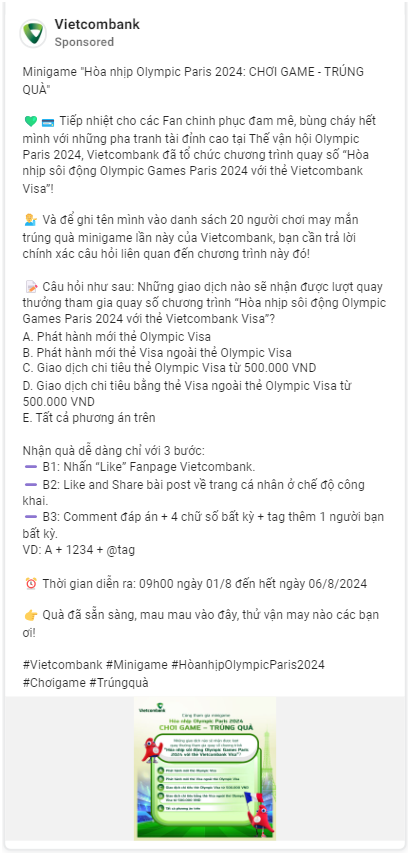 Vietcombank
Sponsored
Minigame "Hòa nhịp Olympic Paris 2024: CHƠI GAME - TRÚNG
QUÀ"
💚💳 Tiếp nhiệt cho các Fan chinh phục đam mê, bùng cháy hết
mình với những pha tranh tài đỉnh cao tại Thế vận hội Olympic
Paris 2024, Vietcombank đã tổ chức chương trình quay số “Hòa
nhịp sôi động Olympic Games Paris 2024 với thẻ Vietcombank
Visa”!
Và để ghi tên mình vào danh sách 20 người chơi may mắn
trúng quà minigame lần này của Vietcombank, bạn cần trả lời
chính xác câu hỏi liên quan đến chương trình này đó!
📝 Câu hỏi như sau: Những giao dịch nào sẽ nhận được lượt quay
thưởng tham gia quay số chương trình “Hòa nhịp sôi động Olympic
Games Paris 2024 với thẻ Vietcombank Visa”?
A. Phát hành mới thẻ Olympic Visa
B. Phát hành mới thẻ Visa ngoài thẻ Olympic Visa
C. Giao dịch chi tiêu thẻ Olympic Visa từ 500.000 VND
D. Giao dịch chi tiêu bằng thẻ Visa ngoài thẻ Olympic Visa từ
500.000 VND
E. Tất cả phương án trên
Nhận quà dễ dàng chỉ với 3 bước:
➖ B1: Nhấn “Like” Fanpage Vietcombank.
➖ B2: Like and Share bài post về trang cá nhân ở chế độ công
khai.
➖ B3: Comment đáp án + 4 chữ số bất kỳ + tag thêm 1 người bạn
bất kỳ.
VD: A + 1234 + @tag
⏰ Thời gian diễn ra: 09h00 ngày 01/8 đến hết ngày 06/8/2024
👉 Quà đã sẵn sàng, mau mau vào đây, thử vận may nào các bạn
ơi!
#Vietcombank #Minigame #HòanhịpOlympicParis2024
#Chơigame #Trúngquà
Vietcombank
Cùng tham gia minigame
Hòa nhịp Olympic Paris 2024
CHƠI GAME - TRÚNG QUÀ